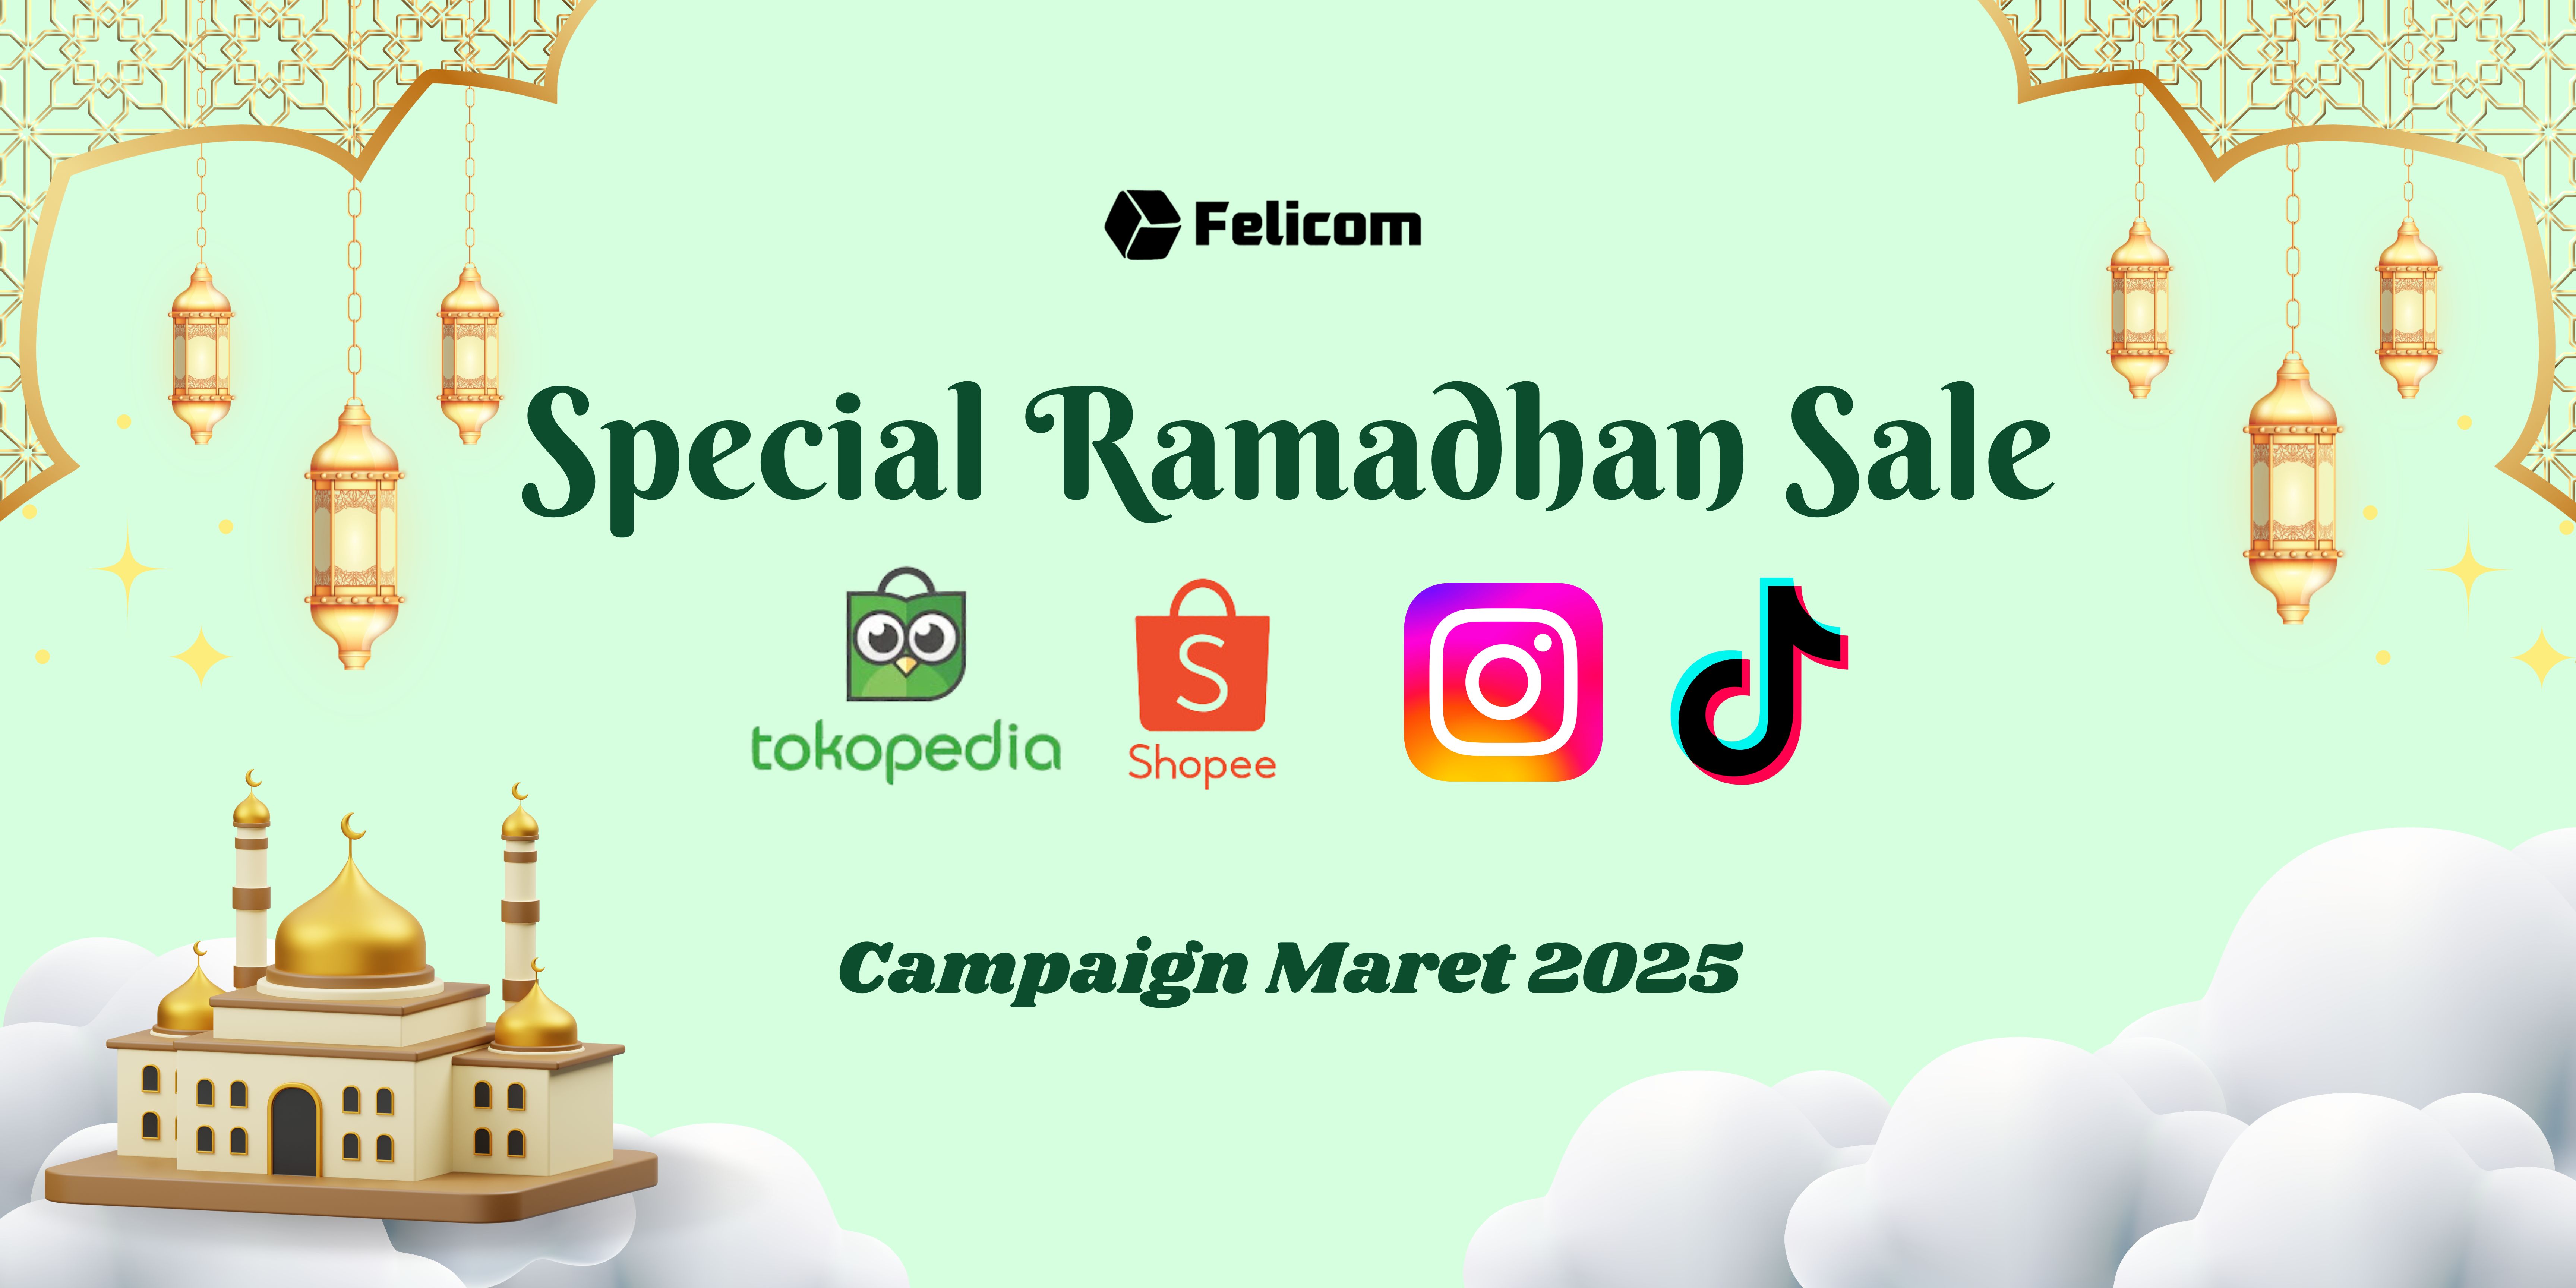 Felicom
Special Ramadhan Sale
tokopedia
Shopee
Campaign Maret 2025